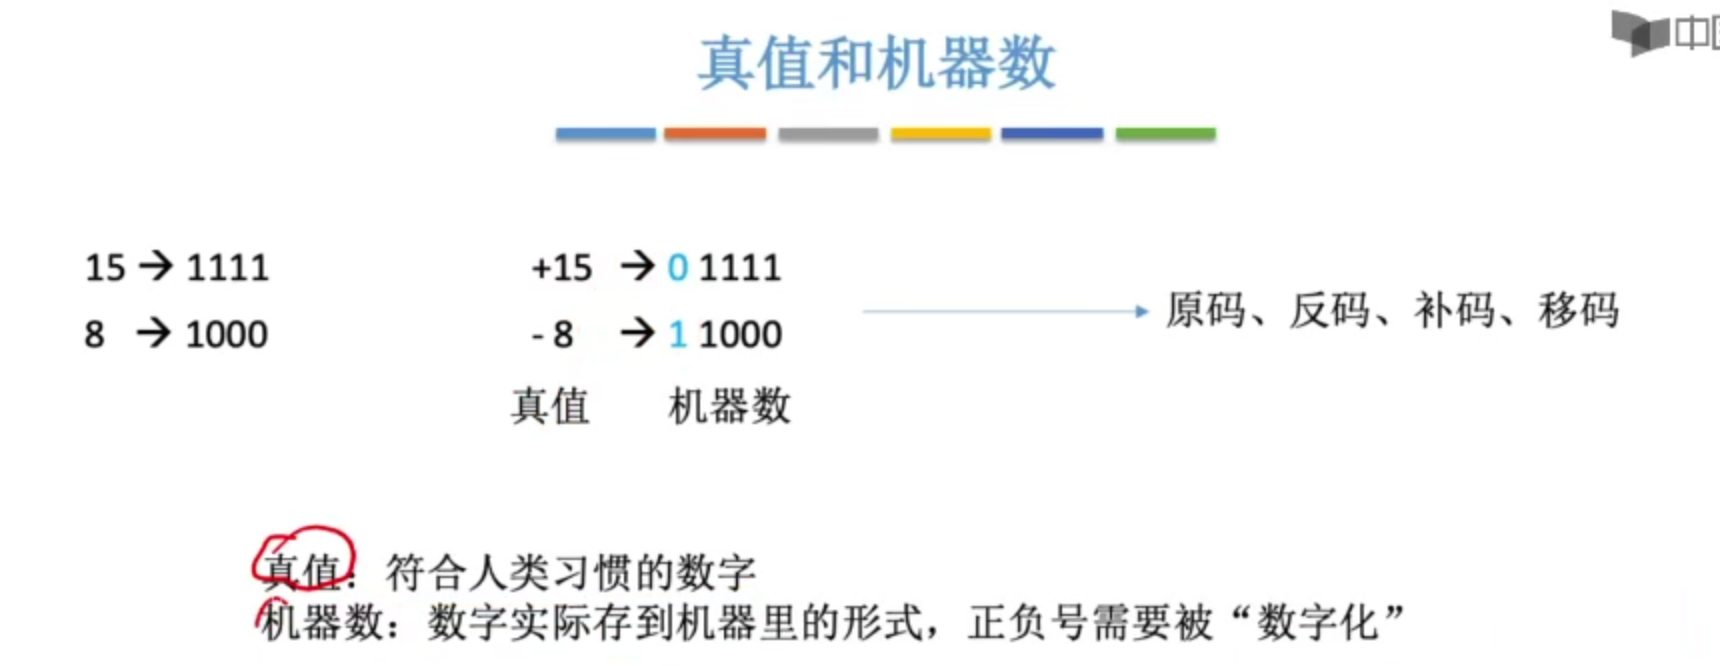 中
真值和机器数
15 → 1111
8 → 1000
+15 → 0 1111
- 8 → 1 1000
真值 机器数
原码、反码、补码、移码
真值：符合人类习惯的数字
机器数：数字实际存到机器里的形式，正负号需要被“数字化”